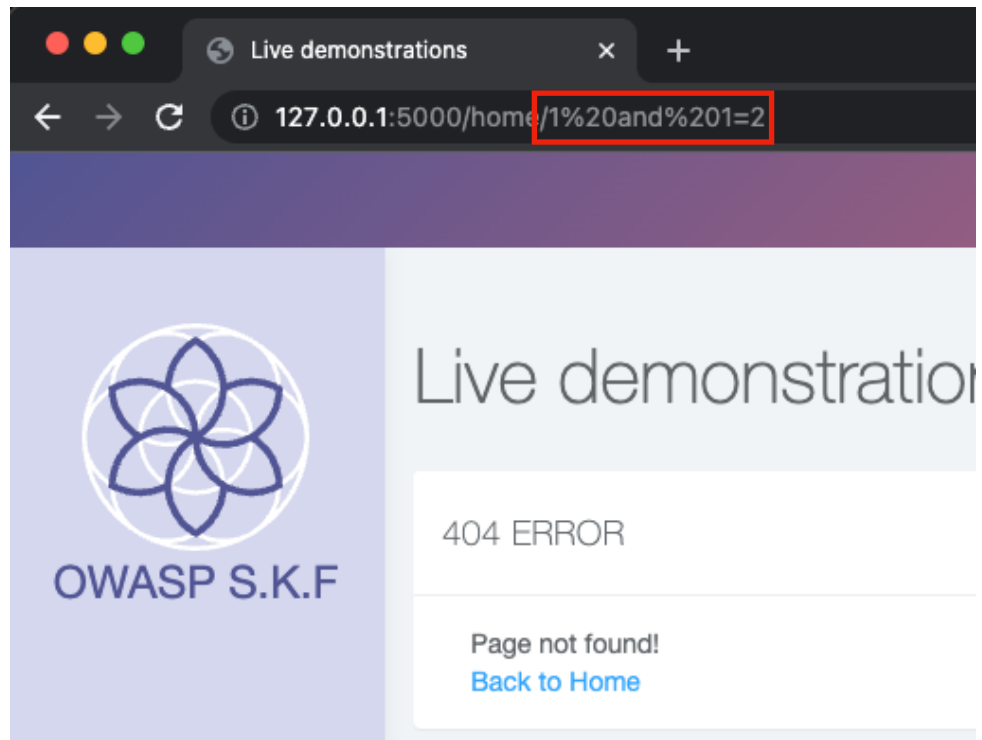 Live demonstrations
127.0.0.1:5000/home/1%20and%201=2
Live demonstration
404 ERROR
OWASP S.K.F
Page not found!
Back to Home